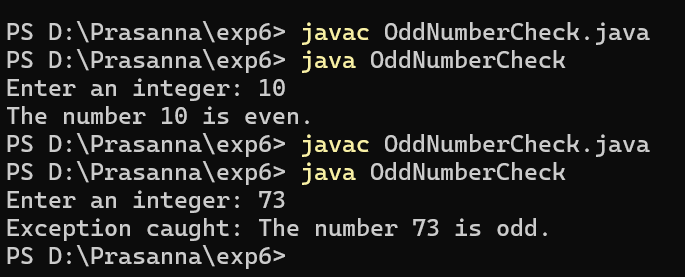 PS D:\Prasanna\exp6> javac OddNumberCheck.java
PS D:\Prasanna\exp6> java OddNumberCheck
Enter an integer: 10
The number 10 is even.
PS D:\Prasanna\exp6> javac OddNumberCheck.java
PS D:\Prasanna\exp6> java OddNumberCheck
Enter an integer: 73
Exception caught: The number 73 is odd.
PS D:\Prasanna\exp6>